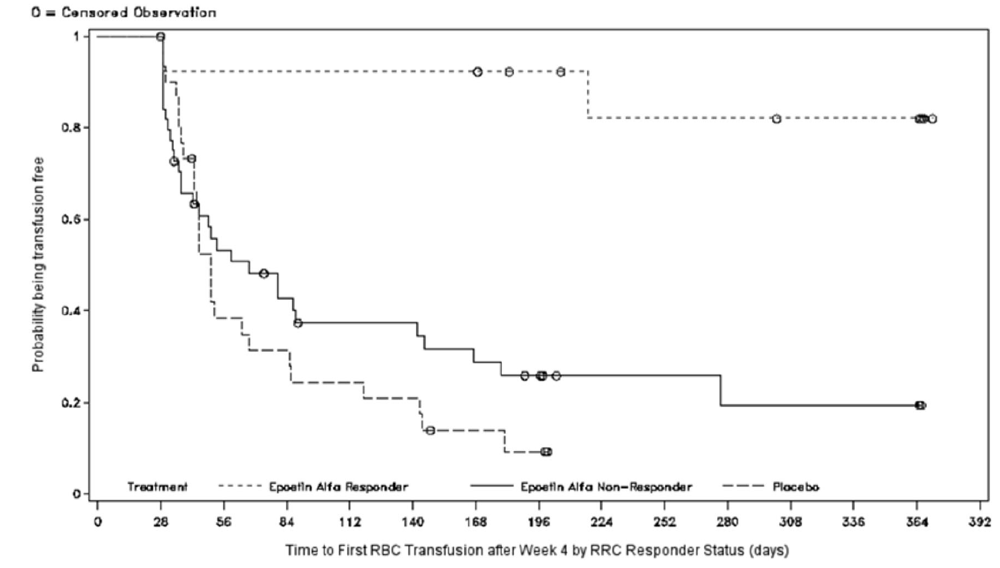 O = Censored Observation
1
0.8
0.6
0.4
0.2
0
Probability being transfusion free
Treatment Epoetin Alfa Responder Epoetin Alfa Non-Responder Placebo
0 28 56 84 112 140 168 196 224 252 280 308 336 364 392
Time to First RBC Transfusion after Week 4 by RRC Responder Status (days)